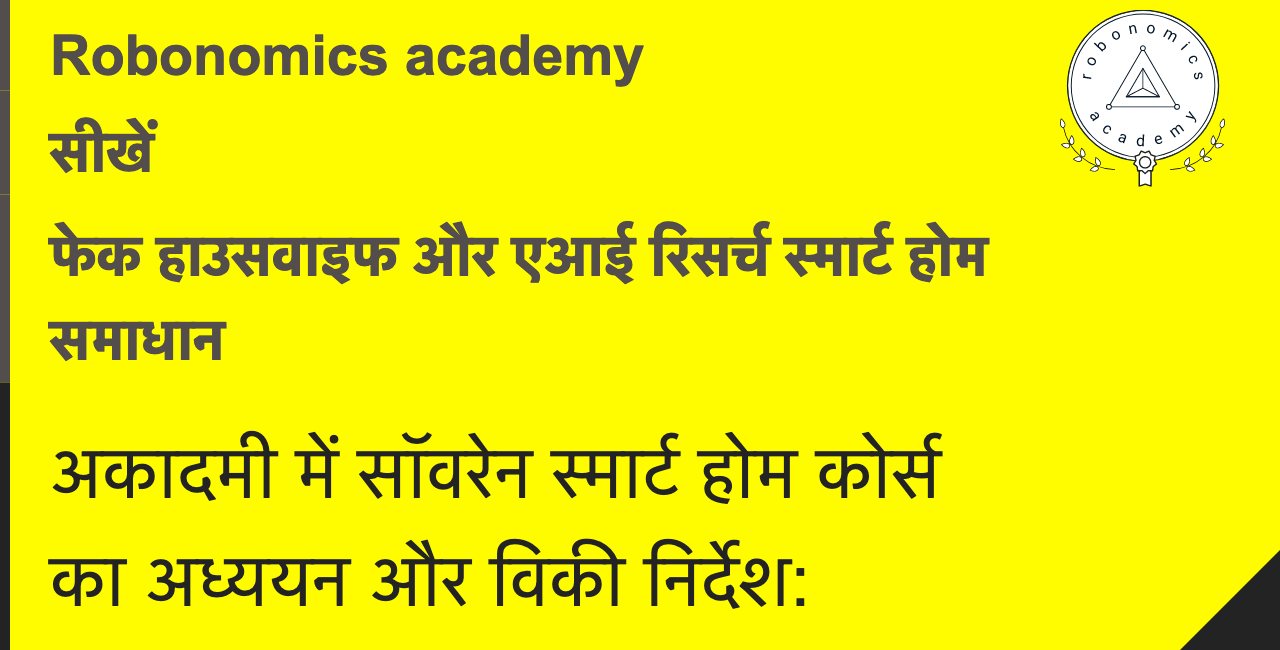 Robonomics academy
robonomics
academy
सीखें
फेक हाउसवाइफ और एआई रिसर्च स्मार्ट होम
समाधान
अकादमी में सॉवरेन स्मार्ट होम कोर्स
का अध्ययन और विकी निर्देश: